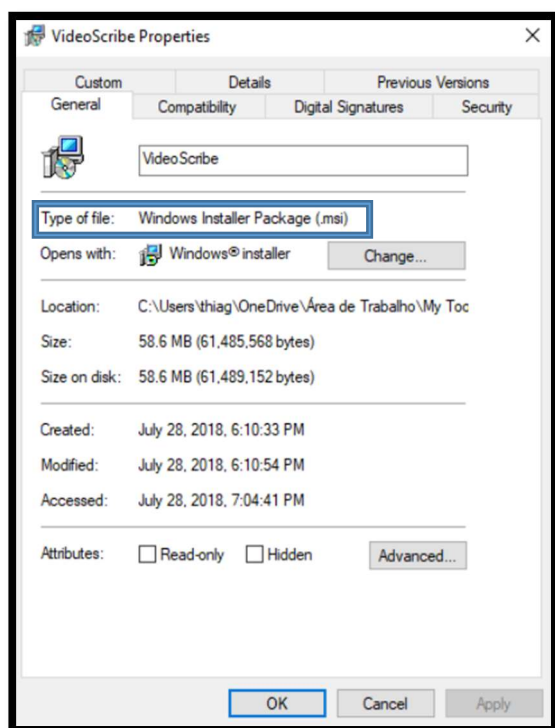 VideoScribe Properties
Custom Details Previous Versions
General Compatibility Digital Signatures Security
VideoScribe
Type of file: Windows Installer Package (.msi)
Opens with: Windows® installer Change...
Location: C:\Users\thiag\OneDrive\Área de Trabalho\My Toc
Size: 58.6 MB (61,485,568 bytes)
Size on disk: 58.6 MB (61,489,152 bytes)
Created: July 28, 2018, 6:10:33 PM
Modified: July 28, 2018, 6:10:54 PM
Accessed: July 28, 2018, 7:04:41 PM
Attributes: Read-only Hidden Advanced...
OK Cancel Apply